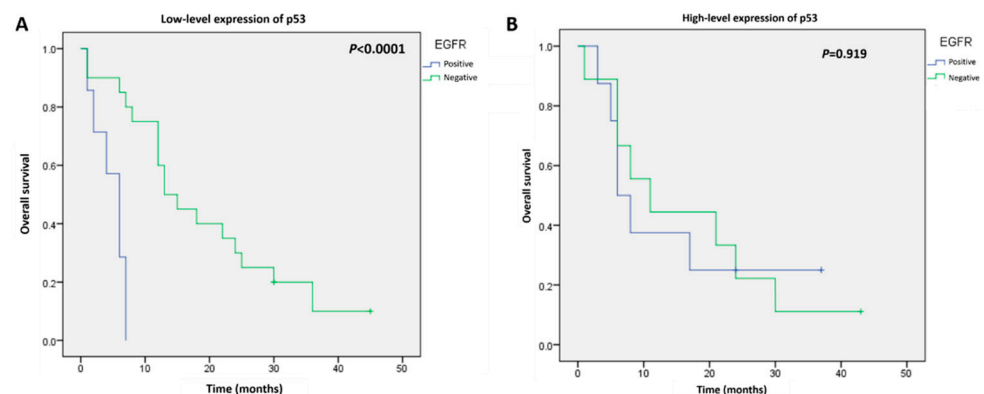 A
Low-level expression of p53
P<0.0001
EGFR
Positive
Negative
Overall survival
1.0
0.8
0.6
0.4
0.2
0.0
0 10 20 30 40 50
Time (months)
B
High-level expression of p53
P=0.919
EGFR
Positive
Negative
Overall survival
1.0
0.8
0.6
0.4
0.2
0.0
0 10 20 30 40 50
Time (months)